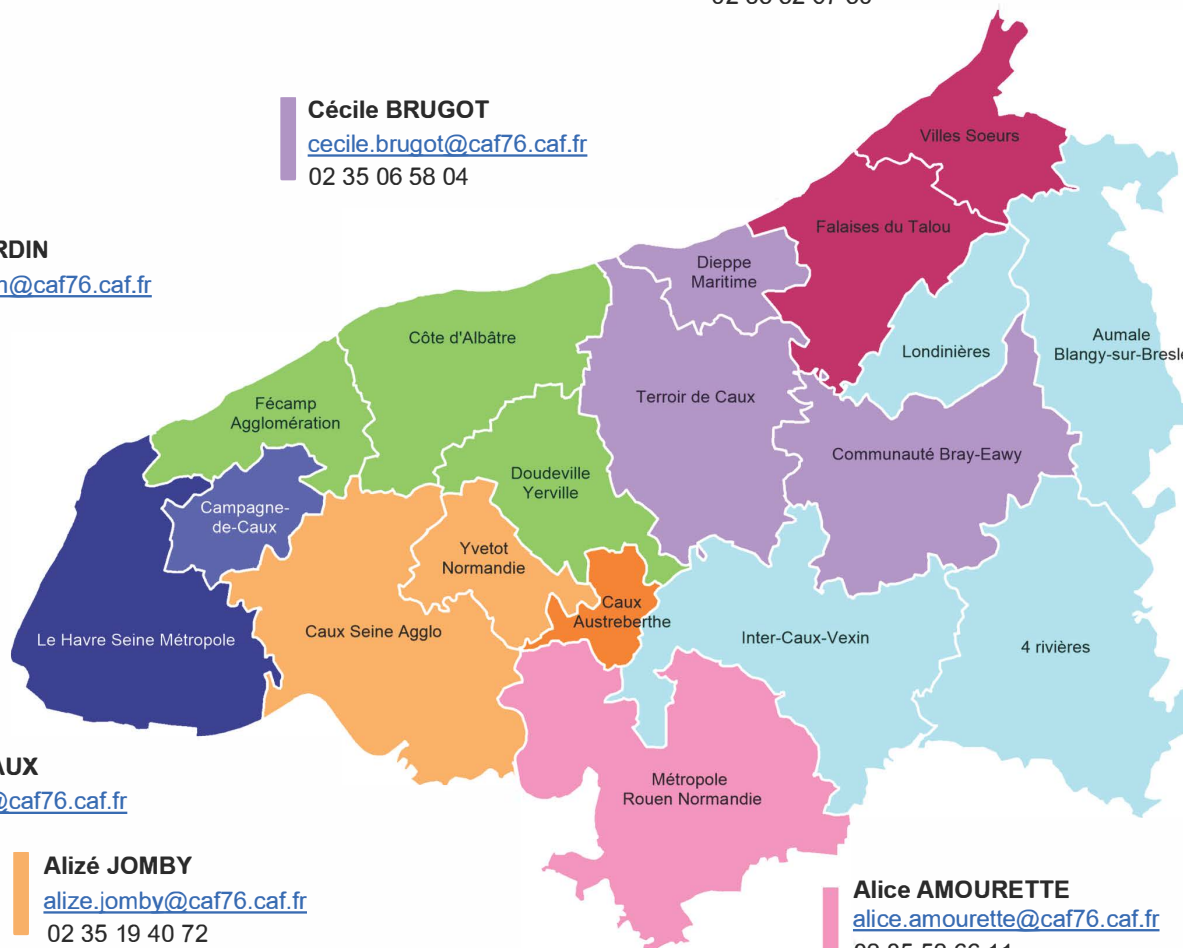 Cécile BRUGOT
cecile.brugot@caf76.caf.fr
02 35 06 58 04
Villes Soeurs
Falaises du Talou
Dieppe
Maritime
@caf76.caf.fr
Côte d'Albâtre
Londinières
Aumale
Blangy-sur-Bresle
Terroir de Caux
Fécamp
Agglomération
Communauté Bray-Eawy
Doudeville
Yerville
Campagne-
de-Caux
Yvetot
Normandie
Caux
Austreberthe
Le Havre Seine Métropole
Caux Seine Agglo
Inter-Caux-Vexin
4 rivières
@caf76.caf.fr
Métropole
Rouen Normandie
Alizé JOMBY
alize.jomby@caf76.caf.fr
02 35 19 40 72
Alice AMOURETTE
alice.amourette@caf76.caf.fr